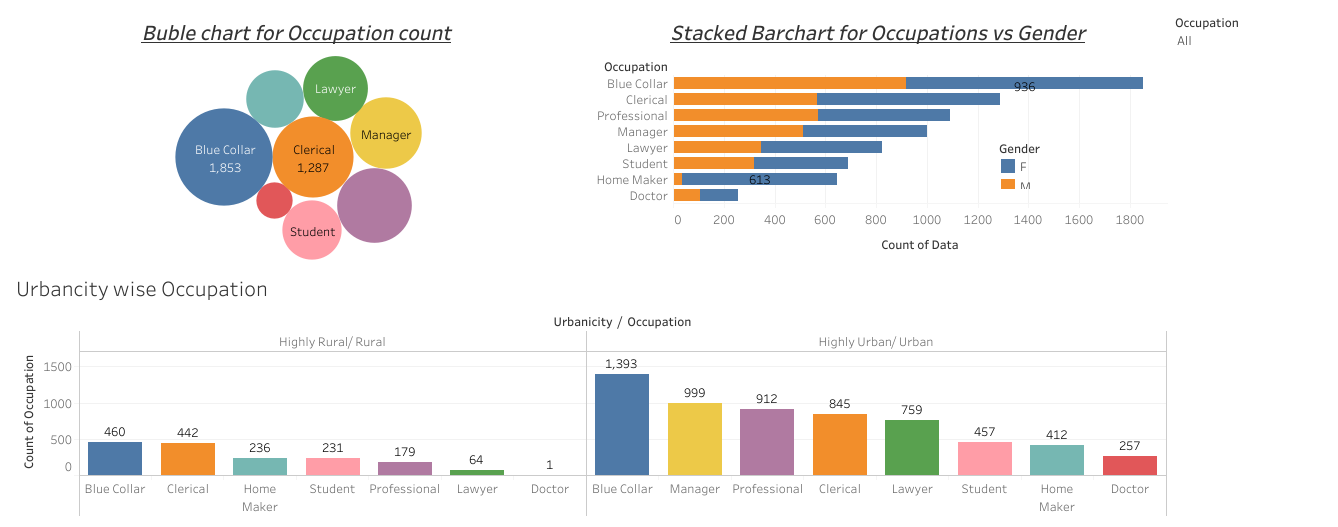 Buble chart for Occupation count
Lawyer
Manager
Blue Collar
1,853
Clerical
1,287
Student
Stacked Barchart for Occupations vs Gender
Occupation
Blue Collar
936
Clerical
Professional
Manager
Lawyer
Student
Home Maker
613
Doctor
0 200 400 600 800 1000 1200 1400 1600 1800
Count of Data
Gender
F
M
Occupation
All
Urbancity wise Occupation
Urbanicity / Occupation
Highly Rural/ Rural
Highly Urban/ Urban
Count of Occupation
1500
1000
500
0
460
442
236
231
179
64
1
1,393
999
912
845
759
457
412
257
Blue Collar
Clerical
Home
Maker
Student
Professional
Lawyer
Doctor
Blue Collar
Manager
Professional
Clerical
Lawyer
Student
Home
Maker
Doctor